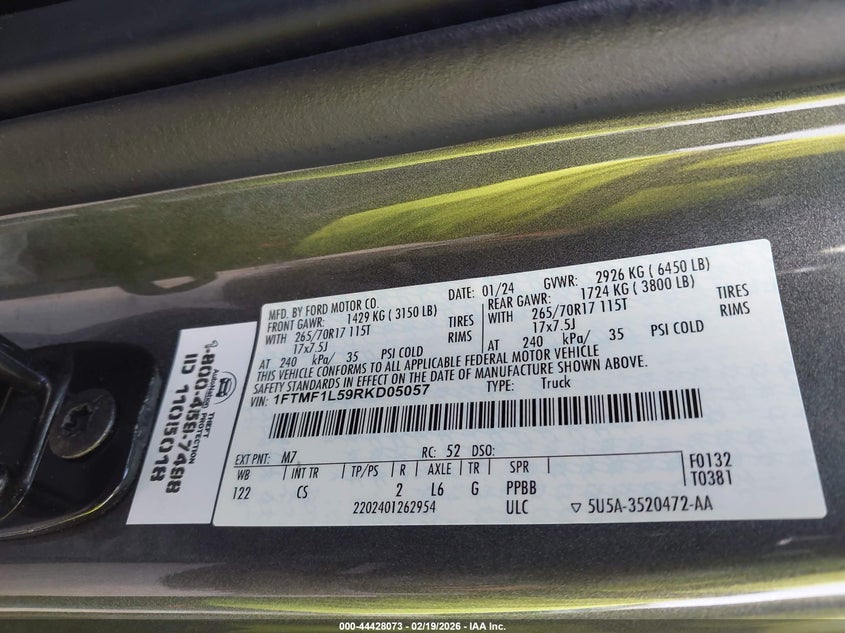 MFD. BY FORD MOTOR CO.
DATE: 01/24
GVWR: 2926 KG ( 6450 LB)
FRONT GAWR: 1429 KG ( 3150 LB)
REAR GAWR: 1724 KG ( 3800 LB)
WITH 265/70R17 115T TIRES
WITH 265/70R17 115T TIRES
17x7.5J RIMS
17x7.5J RIMS
AT 240 kPa/ 35 PSI COLD
AT 240 kPa/ 35 PSI COLD
THIS VEHICLE CONFORMS TO ALL APPLICABLE FEDERAL MOTOR VEHICLE
SAFETY STANDARDS IN EFFECT ON THE DATE OF MANUFACTURE SHOWN ABOVE.
VIN: 1FTMF1L59RKD05057
TYPE: Truck
EXT PNT: M7 RC: 52 DSO:
WB INT TR TP/PS R AXLE TR SPR
122 CS 2 L6 G PPBB
F0132
T0381
2202401262954 ULC ▽ 5U5A-3520472-AA
THEFT
PROTECTION
1-800-458-7488
ID 1105018
000-44428073 - 02/19/2026 - IAA Inc.